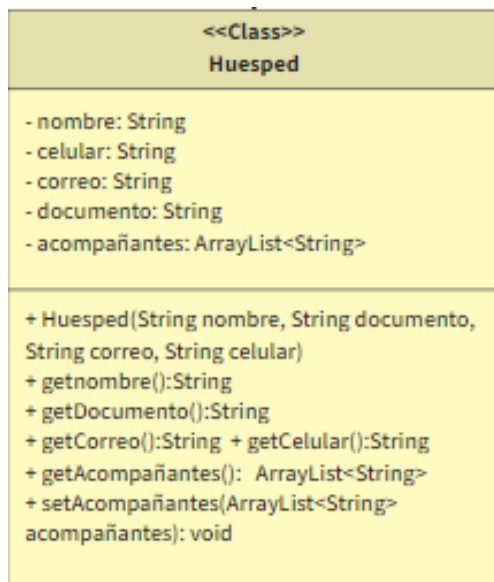 <<Class>>
Huesped
- nombre: String
- celular: String
- correo: String
- documento: String
- acompañantes: ArrayList<String>
+ Huesped(String nombre, String documento,
String correo, String celular)
+ getnombre():String
+ getDocumento():String
+ getCorreo():String + getCelular():String
+ getAcompañantes(): ArrayList<String>
+ setAcompañantes(ArrayList<String>
acompañantes): void